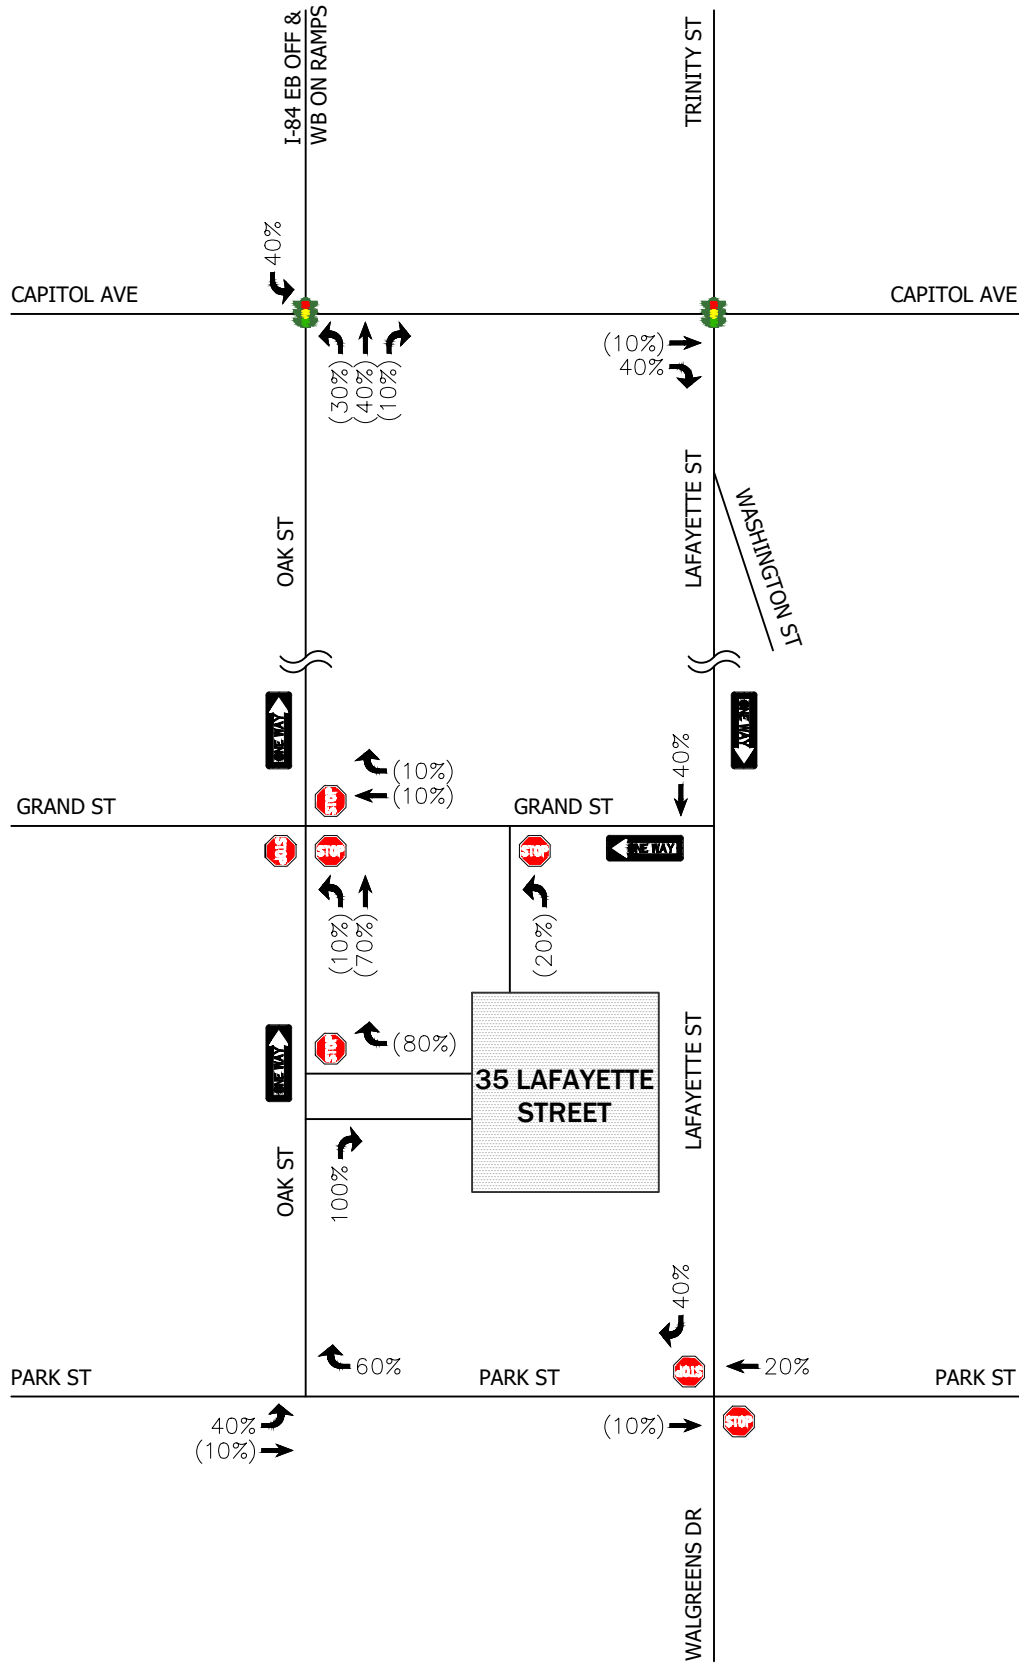 I-84 EB OFF &
WB ON RAMPS
TRINITY ST
40%
CAPITOL AVE
CAPITOL AVE
(30%)
(40%)
(10%)
(10%)
40%
OAK ST
LAFAYETTE ST
WASHINGTON ST
ONE WAY
ONE WAY
40%
(10%)
(10%)
STOP
GRAND ST
GRAND ST
STOP
STOP
STOP
ONE WAY
(10%)
(70%)
(20%)
ONE WAY
STOP
(80%)
35 LAFAYETTE
STREET
LAFAYETTE ST
100%
OAK ST
40%
60%
STOP
20%
PARK ST
PARK ST
PARK ST
40%
(10%)
(10%)
STOP
WALGREENS DR